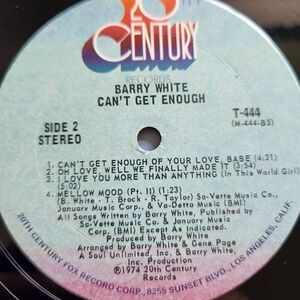 20TH
CENTURY
RECORDS
BARRY WHITE
CAN'T GET ENOUGH
T-444
(M-444-B5)
SIDE 2
STEREO
1. CAN'T GET ENOUGH OF YOUR LOVE, BABE (4:31)
2. OH LOVE, WELL WE FINALLY MADE IT (3:54)
3. I LOVE YOU MORE THAN ANYTHING (In This World Girl)
(5:02)
4. MELLOW MOOD (Pt. II) (1:23)
(B. White - T. Brock - R. Taylor) Sa-Vette Music Co.,
January Music Corp. & Vo-Dette Music (BMI)
All Songs Written by Barry White, Sa-Vette Music Co./
January Music Corp. (BMI) Except As Indicated.
Produced by Barry White
Arranged by Barry White & Gene Page
A Soul Unlimited, Inc. & Barry White,
Inc. Production
℗1974 20th Century
Records
20TH CENTURY FOX RECORD CORP., 8255 SUNSET BLVD., LOS ANGELES, CALIF.